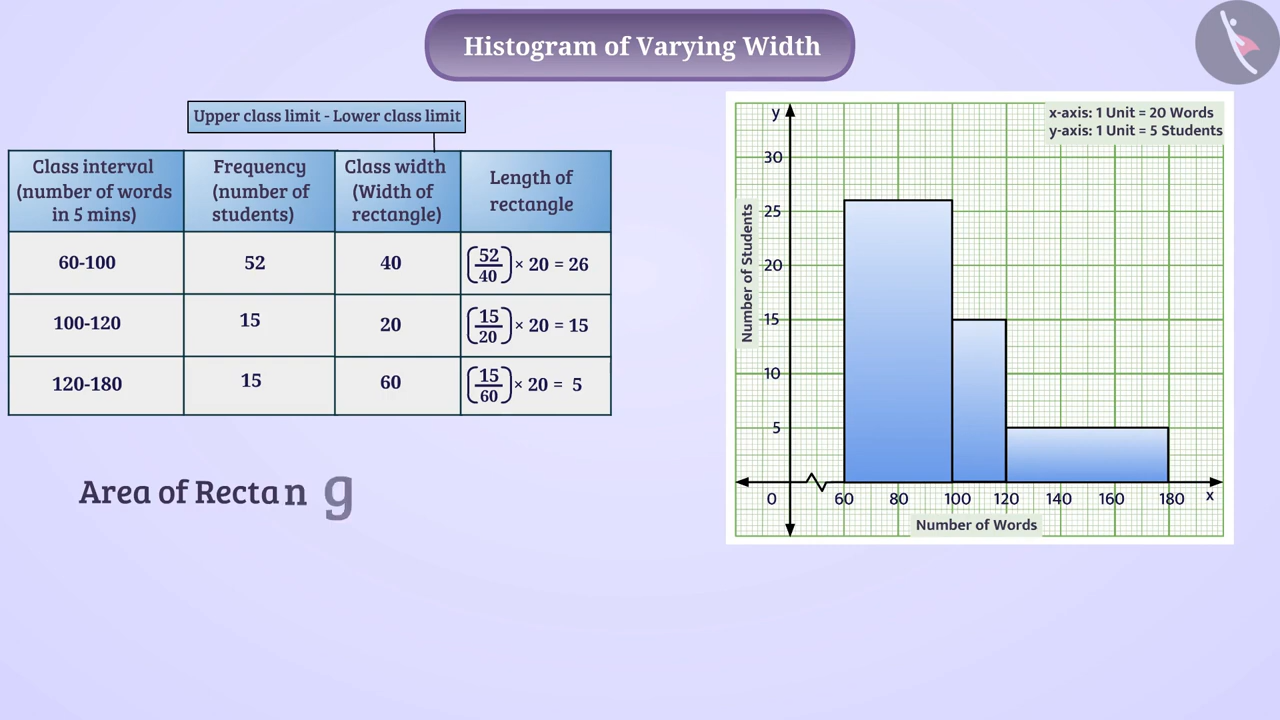 Histogram of Varying Width
Upper class limit - Lower class limit
Class interval
(number of words
in 5 mins)
Frequency
(number of
students)
Class width
(Width of
rectangle)
Length of
rectangle
60-100
52
40
(52/40) × 20 = 26
100-120
15
20
(15/20) × 20 = 15
120-180
15
60
(15/60) × 20 = 5
Area of Rectang
x-axis: 1 Unit = 20 Words
y-axis: 1 Unit = 5 Students
y
30
25
20
15
10
5
Number of Students
0 60 80 100 120 140 160 180 x
Number of Words